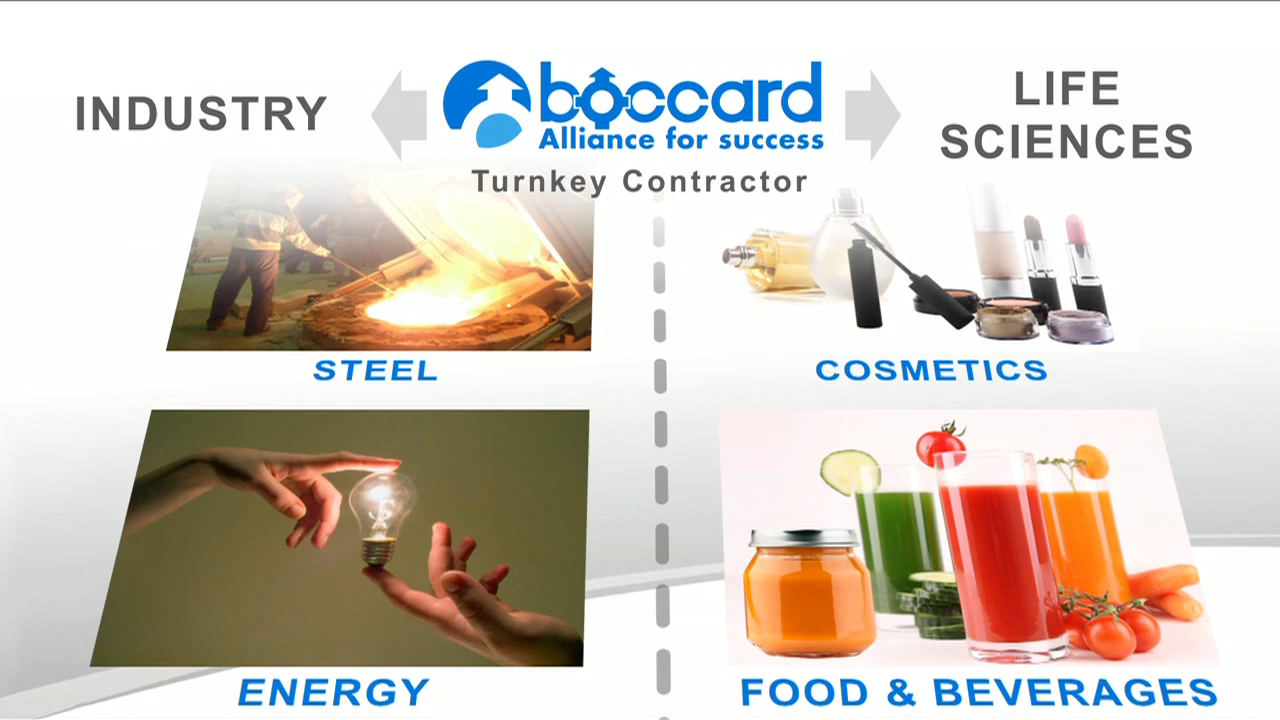 INDUSTRY
boccard
Alliance for success
Turnkey Contractor
LIFE
SCIENCES
STEEL
COSMETICS
ENERGY
FOOD & BEVERAGES